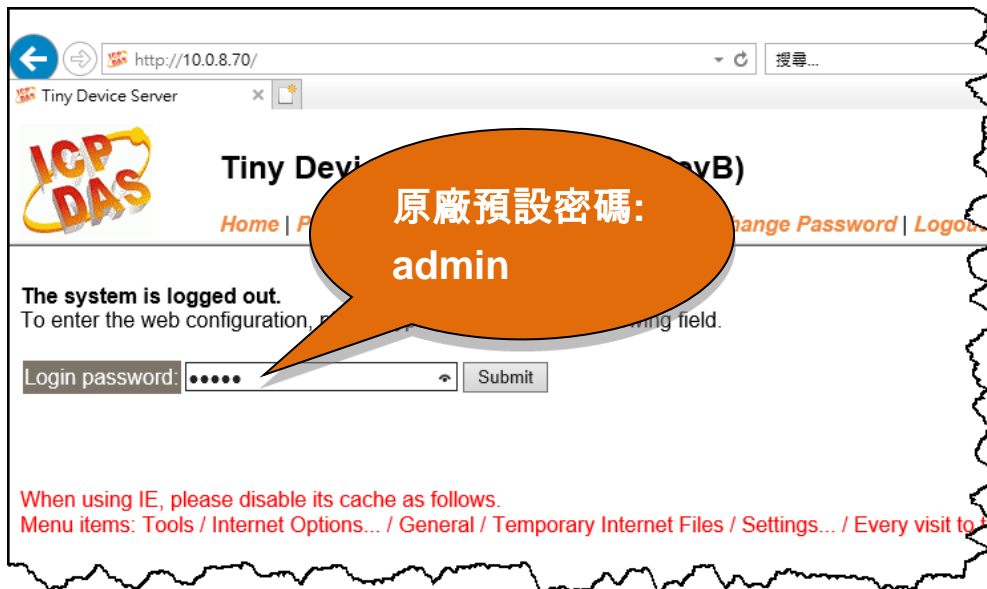 http://10.0.8.70/
搜尋...
Tiny Device Server
ICP
DAS
Tiny Dev vB)
Home | P hange Password | Logou
原廠預設密碼:
admin
The system is logged out.
To enter the web configuration, wing field.
Login password: ●●●●● Submit
When using IE, please disable its cache as follows.
Menu items: Tools / Internet Options... / General / Temporary Internet Files / Settings... / Every visit to